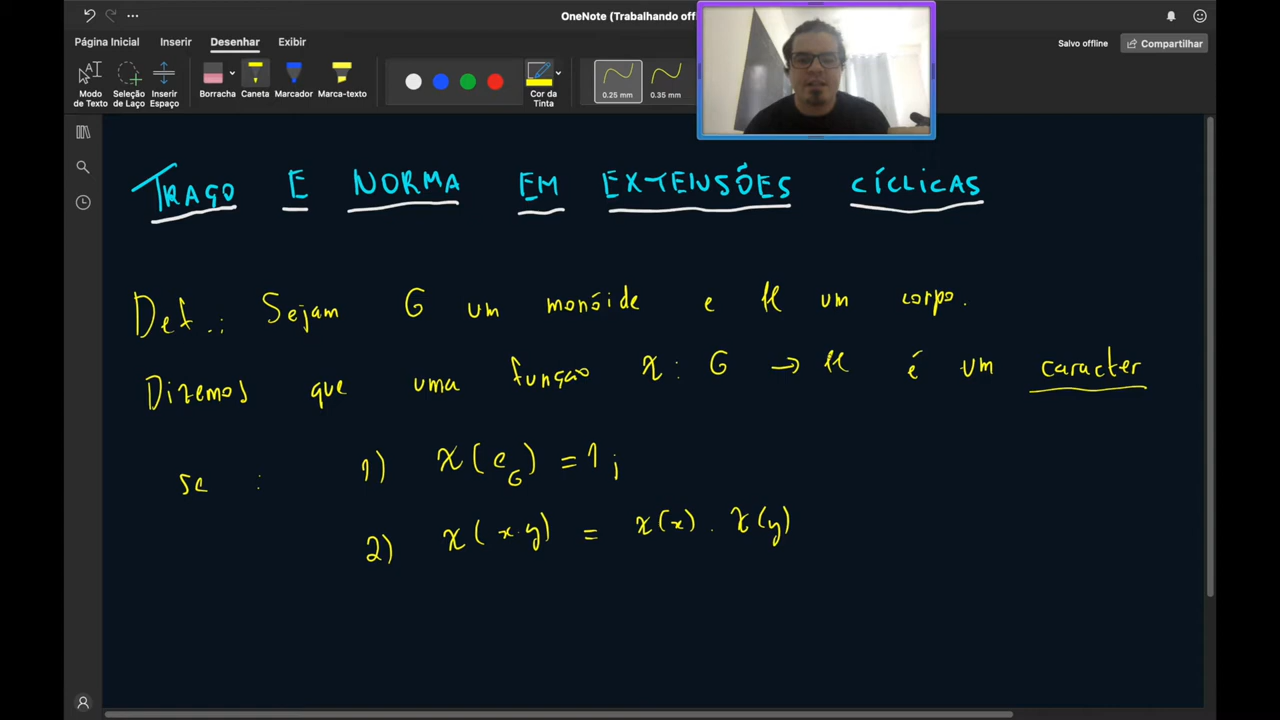 OneNote (Trabalhando off
Salvo offline
Compartilhar
Página Inicial Inserir Desenhar Exibir
Modo de Texto
Seleção de Laço
Inserir Espaço
Borracha
Caneta
Marcador
Marca-texto
Cor da Tinta
0.25 mm
0.35 mm
TRAÇO E NORMA EM EXTENSÕES CÍCLICAS
Def.: Sejam G um monóide e K um corpo.
Dizemos que uma função χ: G → K é um caracter
se : 1) χ(e_G) = 1;
2) χ(x.y) = χ(x) . χ(y)